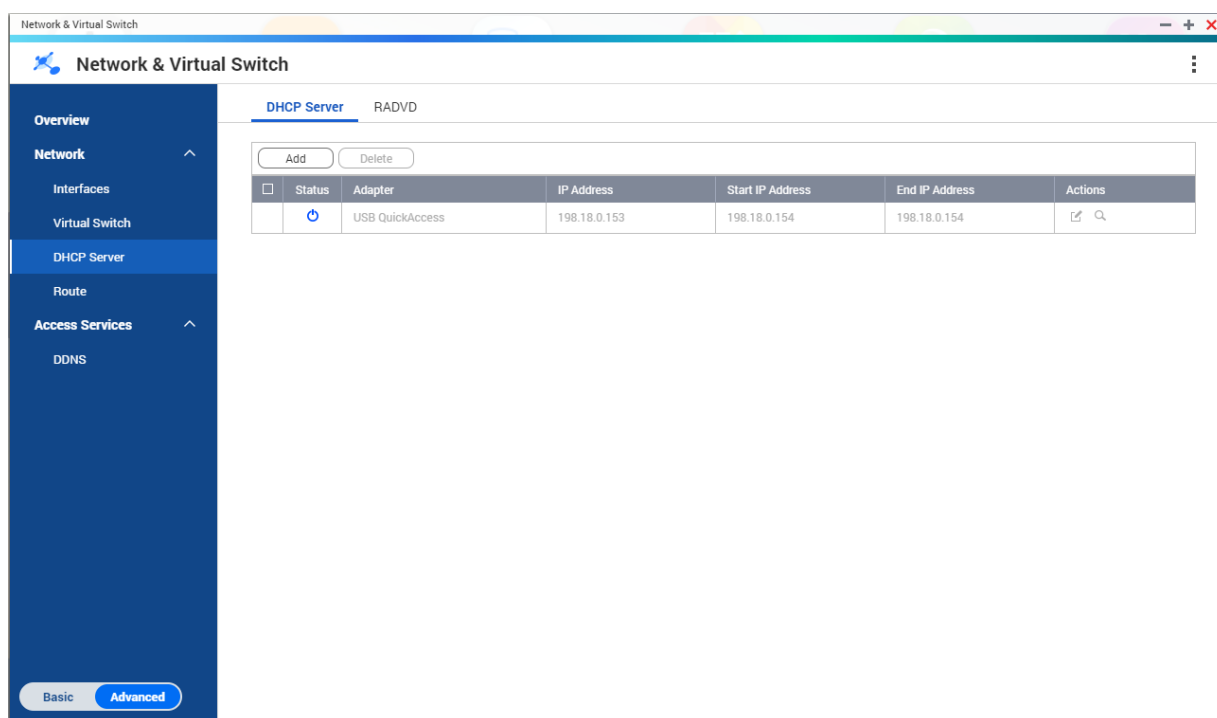 Network & Virtual Switch
Network & Virtual Switch
Overview
Network
Interfaces
Virtual Switch
DHCP Server
Route
Access Services
DDNS
Basic Advanced
DHCP Server RADVD
Add Delete
Status Adapter IP Address Start IP Address End IP Address Actions
USB QuickAccess 198.18.0.153 198.18.0.154 198.18.0.154